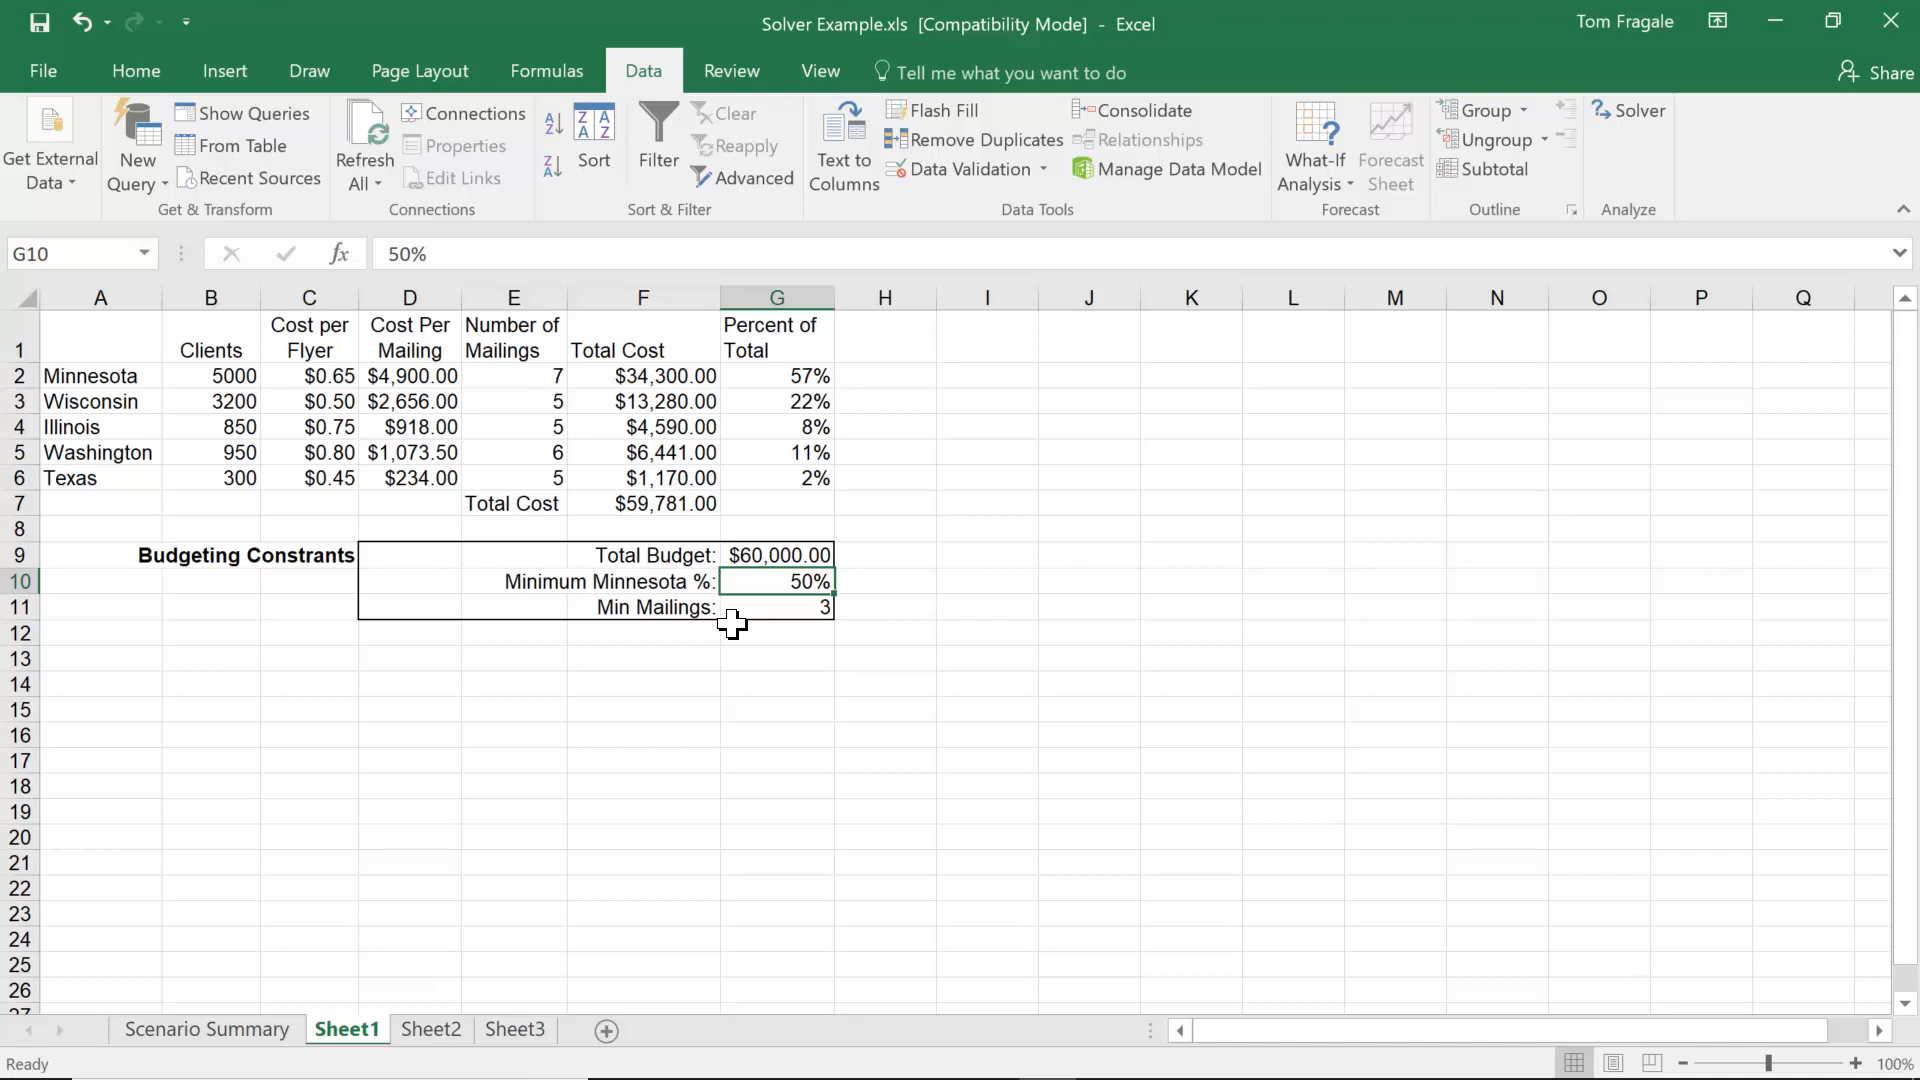 Solver Example.xls [Compatibility Mode] - Excel
Tom Fragale
File Home Insert Draw Page Layout Formulas Data Review View Tell me what you want to do Share
Get External Data
New Query
Show Queries
From Table
Recent Sources
Get & Transform
Refresh All
Connections
Properties
Edit Links
Connections
Sort
Filter
Clear
Reapply
Advanced
Sort & Filter
Text to Columns
Flash Fill
Remove Duplicates
Data Validation
Consolidate
Relationships
Manage Data Model
Data Tools
What-If Analysis
Forecast Sheet
Forecast
Group
Ungroup
Subtotal
Outline
Solver
Analyze
G10 fx 50%
A B C D E F G H I J K L M N O P Q
1 Clients Cost per Flyer Cost Per Mailing Number of Mailings Total Cost Percent of Total
2 Minnesota 5000 $0.65 $4,900.00 7 $34,300.00 57%
3 Wisconsin 3200 $0.50 $2,656.00 5 $13,280.00 22%
4 Illinois 850 $0.75 $918.00 5 $4,590.00 8%
5 Washington 950 $0.80 $1,073.50 6 $6,441.00 11%
6 Texas 300 $0.45 $234.00 5 $1,170.00 2%
7 Total Cost $59,781.00
8
9 Budgeting Constrants Total Budget: $60,000.00
10 Minimum Minnesota %: 50%
11 Min Mailings: 3
12
13
14
15
16
17
18
19
20
21
22
23
24
25
26
27
Scenario Summary Sheet1 Sheet2 Sheet3
Ready 100%